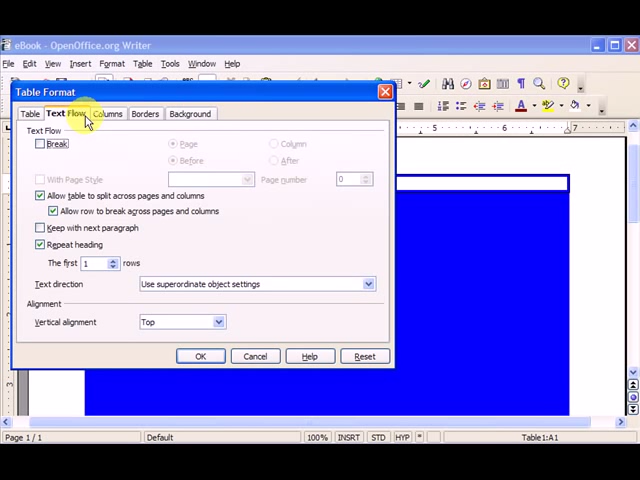 eBook - OpenOffice.org Writer
File Edit View Insert Format Table Tools Window Help
Table Format
Table Text Flow Columns Borders Background
Text Flow
Break Page Column
Before After
With Page Style Page number 0
Allow table to split across pages and columns
Allow row to break across pages and columns
Keep with next paragraph
Repeat heading
The first 1 rows
Text direction Use superordinate object settings
Alignment
Vertical alignment Top
OK Cancel Help Reset
5 6 7
3
Page 1 / 1 Default 100% INSRT STD HYP * Table1:A1